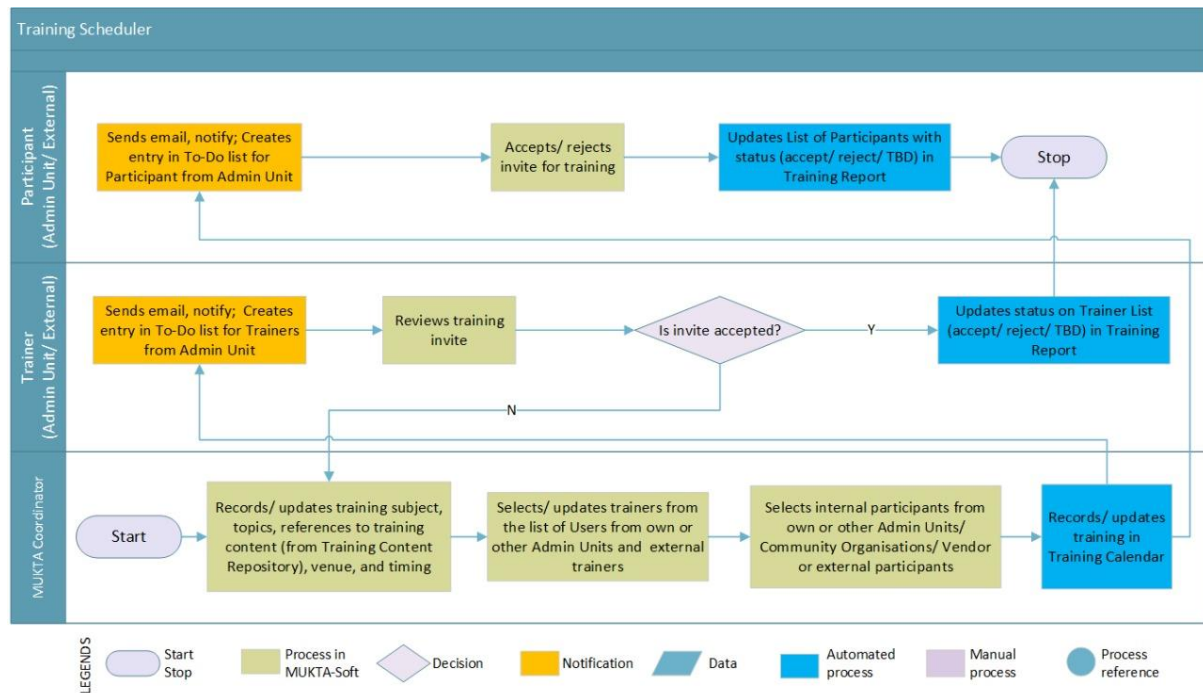 Training Scheduler
Participant
(Admin Unit/ External)
Sends email, notify; Creates
entry in To-Do list for
Participant from Admin Unit
Accepts/ rejects
invite for training
Updates List of Participants with
status (accept/ reject/ TBD) in
Training Report
Stop
Trainer
(Admin Unit/ External)
Sends email, notify;  Creates
entry in To-Do list for Trainers
from Admin Unit
Reviews training
invite
Is invite accepted?
Y
Updates status on Trainer List
(accept/ reject/ TBD) in Training
Report
N
MUKTA Coordinator
Start
Records/ updates training subject,
topics, references to training
content (from Training Content
Repository), venue, and timing
Selects/ updates trainers from
the list of Users from own or
other Admin Units and  external
trainers
Selects internal participants from
own or other Admin Units/
Community Organisations/ Vendor
or external participants
Records/ updates
training in
Training Calendar
LEGENDS
Start
Stop
Process in
MUKTA-Soft
Decision
Notification
Data
Automated
process
Manual
process
Process
reference